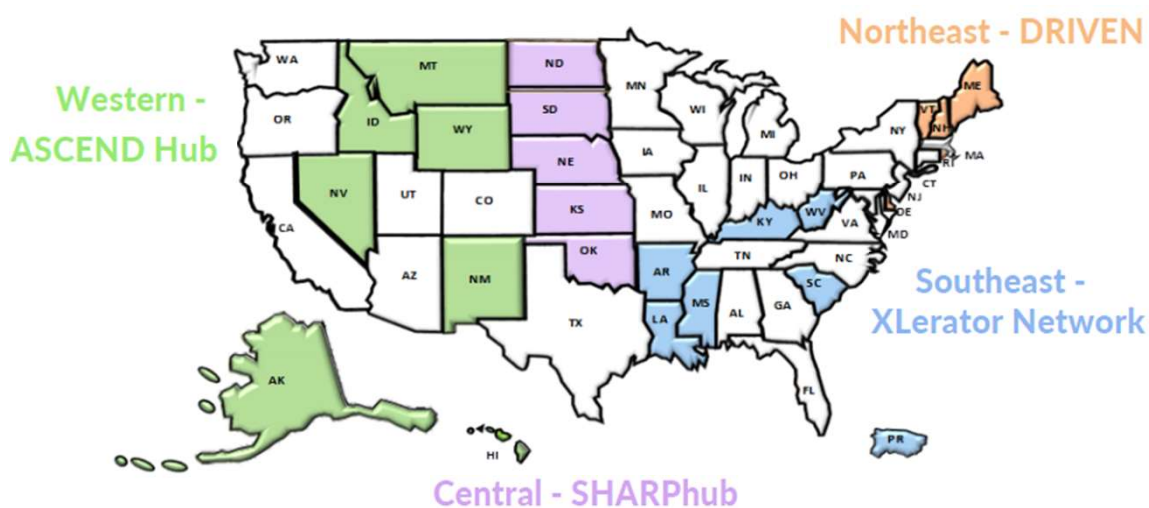 Northeast - DRIVEN
Western -
ASCEND Hub
WA
MT
ND
MN
ME
OR
ID
WY
SD
WI
MI
NY
VT
NH
MA
RI
CT
NV
UT
CO
NE
IA
IL
IN
OH
PA
NJ
DE
MD
CA
KS
MO
KY
WV
VA
AZ
NM
OK
AR
TN
NC
SC
TX
LA
MS
AL
GA
FL
Southeast -
XLerator Network
AK
HI
PR
Central - SHARPhub